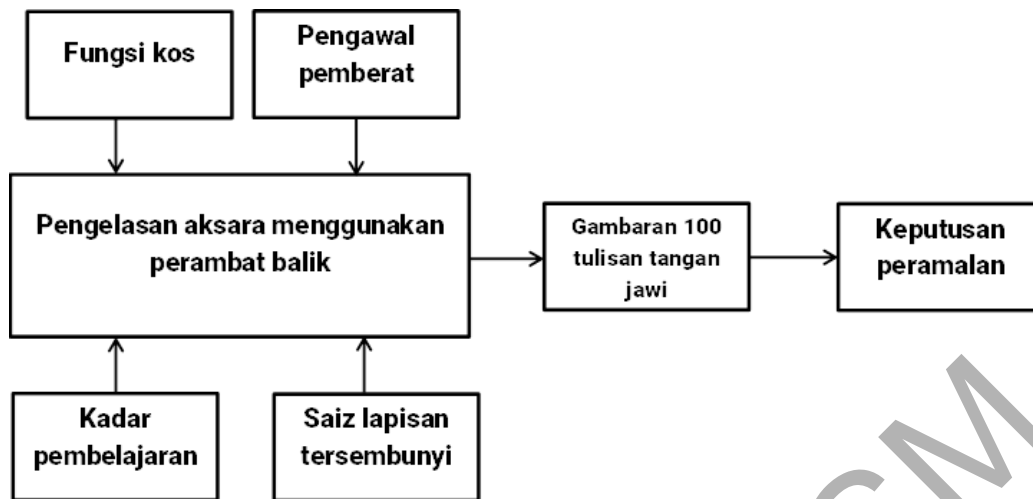 Fungsi kos
Pengawal
pemberat
Pengelasan aksara menggunakan
perambat balik
Gambaran 100
tulisan tangan
jawi
Keputusan
peramalan
Kadar
pembelajaran
Saiz lapisan
tersembunyi